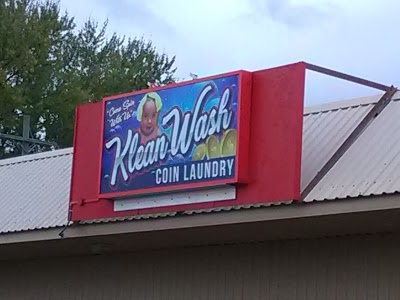 "Come Spin
With Us"
Klean Wash
COIN LAUNDRY